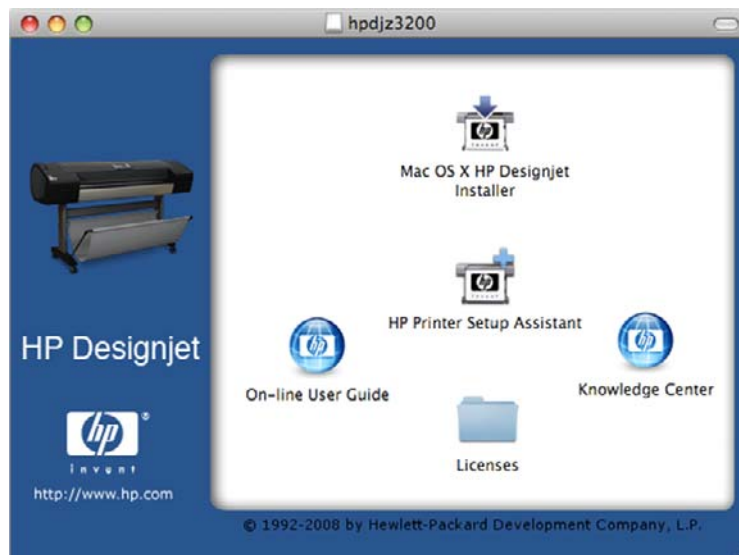 hpdjz3200
Mac OS X HP Designjet
Installer
HP Printer Setup Assistant
On-line User Guide
Knowledge Center
Licenses
HP Designjet
hp
®
invent
http://www.hp.com
© 1992-2008 by Hewlett-Packard Development Company, L.P.